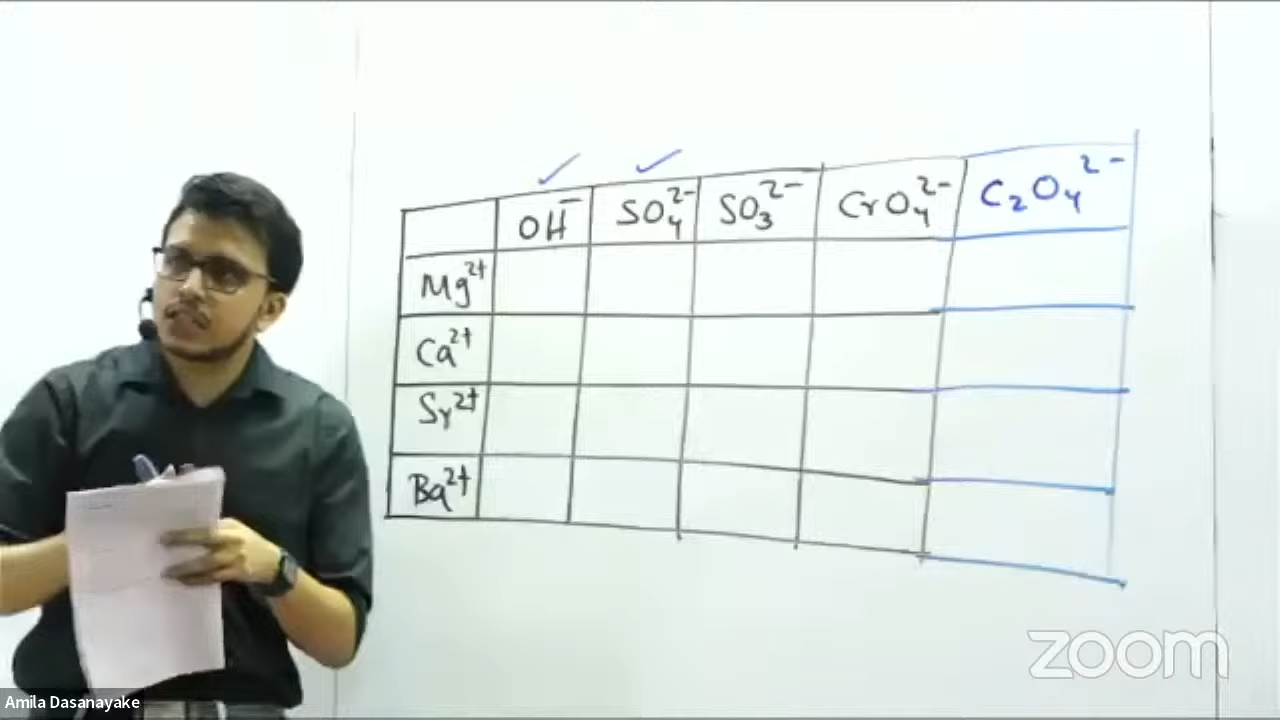 ✓ ✓
OH⁻ SO₄²⁻ SO₃²⁻ CrO₄²⁻ C₂O₄²⁻
Mg²⁺
Ca²⁺
Sr²⁺
Ba²⁺
zoom
Amila Dasanayake